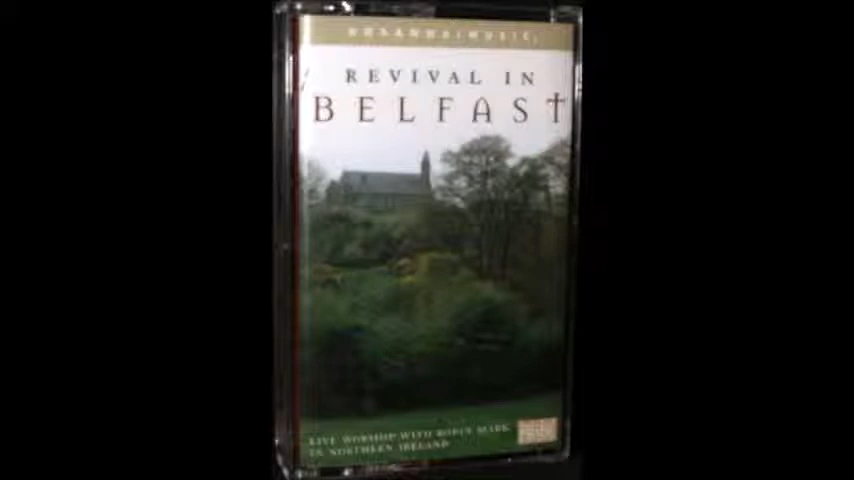 HOSANNA! MUSIC
REVIVAL IN
BELFAST
LIVE WORSHIP WITH ROBIN MARK
IN NORTHERN IRELAND